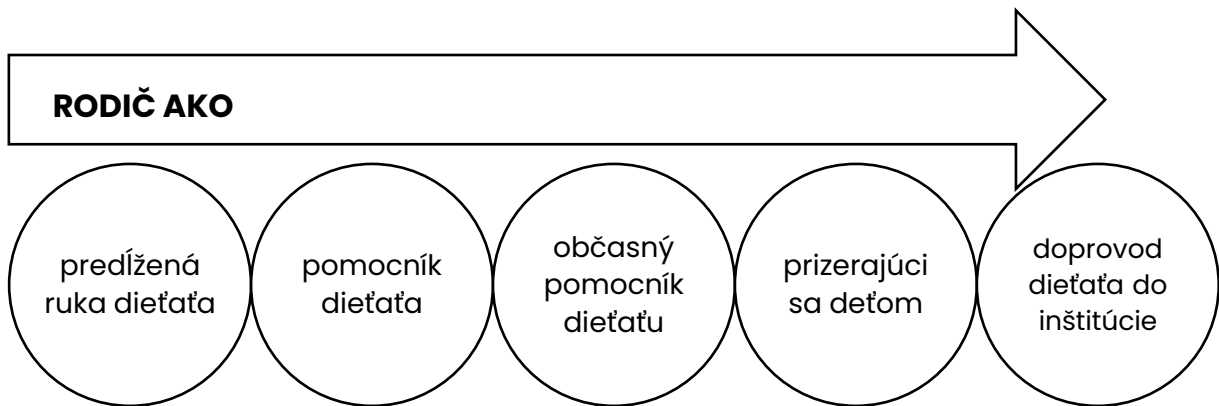 RODIČ AKO
predĺžená
ruka dieťaťa
pomocník
dieťaťa
občasný
pomocník
dieťaťu
prizerajúci
sa deťom
doprovod
dieťaťa do
inštitúcie